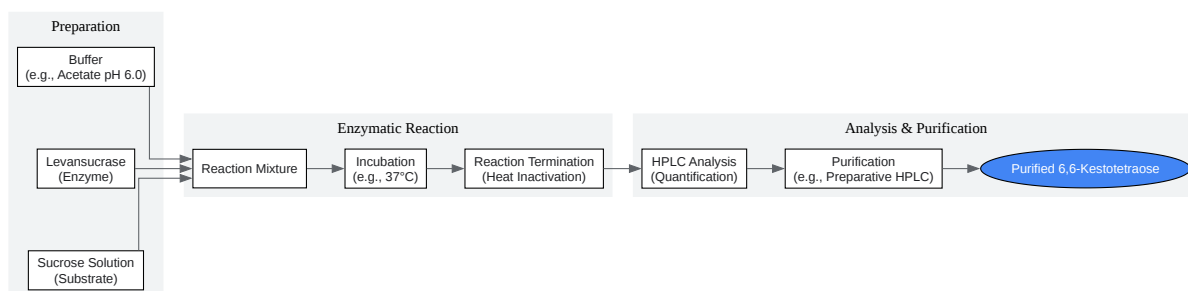 Preparation
Buffer
(e.g., Acetate pH 6.0)
Levansucrase
(Enzyme)
Sucrose Solution
(Substrate)
Enzymatic Reaction
Reaction Mixture
Incubation
(e.g., 37°C)
Reaction Termination
(Heat Inactivation)
Analysis & Purification
HPLC Analysis
(Quantification)
Purification
(e.g., Preparative HPLC)
Purified 6,6-Kestotetraose